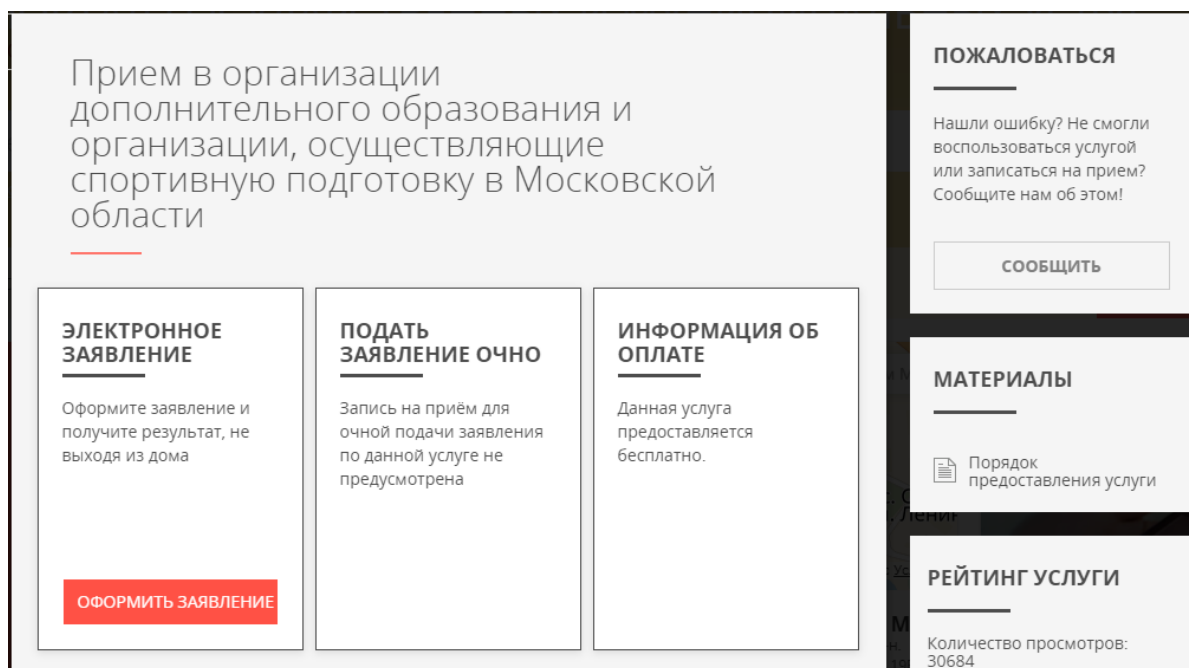 Прием в организации
дополнительного образования и
организации, осуществляющие
спортивную подготовку в Московской
области
ЭЛЕКТРОННОЕ
ЗАЯВЛЕНИЕ
Оформите заявление и
получите результат, не
выходя из дома
ОФОРМИТЬ ЗАЯВЛЕНИЕ
ПОДАТЬ
ЗАЯВЛЕНИЕ ОЧНО
Запись на приём для
очной подачи заявления
по данной услуге не
предусмотрена
ИНФОРМАЦИЯ ОБ
ОПЛАТЕ
Данная услуга
предоставляется
бесплатно.
ПОЖАЛОВАТЬСЯ
Нашли ошибку? Не смогли
воспользоваться услугой
или записаться на прием?
Сообщите нам об этом!
СООБЩИТЬ
МАТЕРИАЛЫ
Порядок
предоставления услуги
РЕЙТИНГ УСЛУГИ
Количество просмотров:
30684